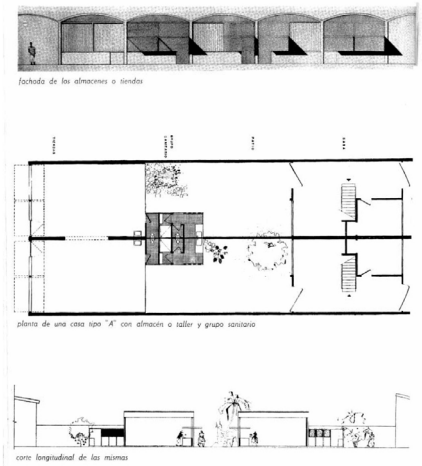 fachada de los almacenes o tiendas
PATIO
planta de una casa tipo "A" con almacén o taller y grupo sanitario
corte longitudinal de las mismas